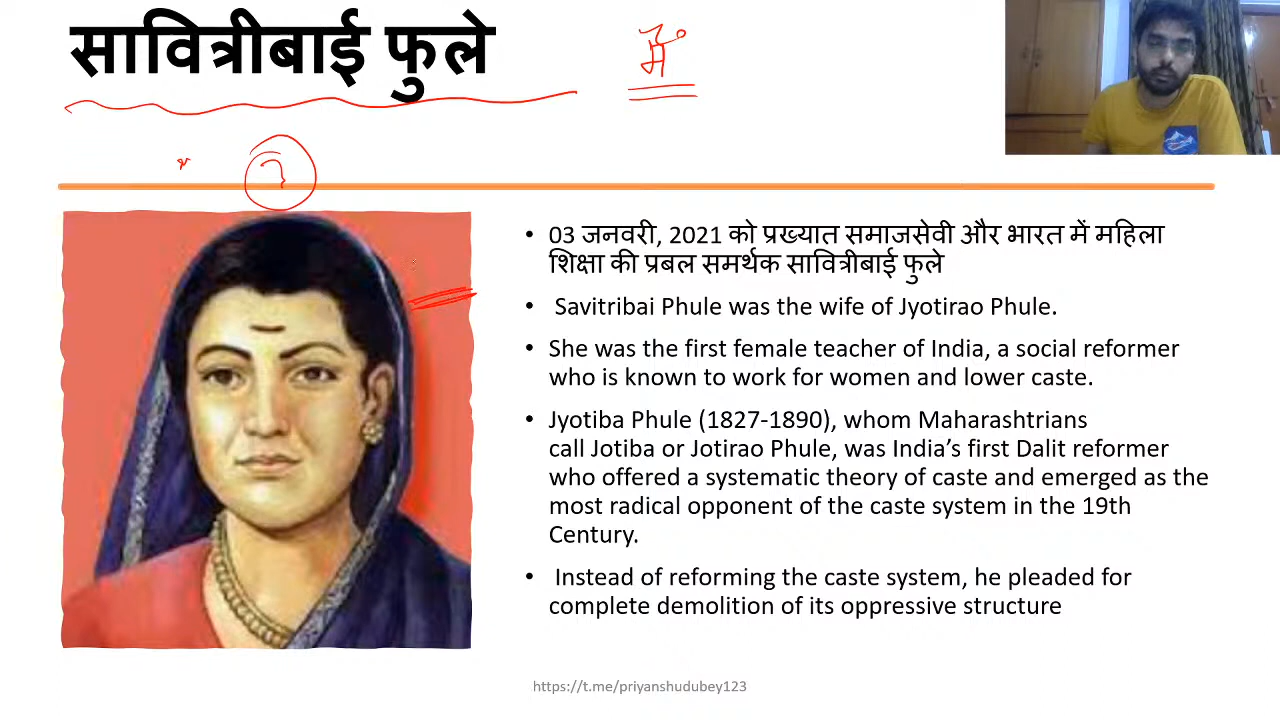 सावित्रीबाई फुले
में
03 जनवरी, 2021 को प्रख्यात समाजसेवी और भारत में महिला
शिक्षा की प्रबल समर्थक सावित्रीबाई फुले
Savitribai Phule was the wife of Jyotirao Phule.
She was the first female teacher of India, a social reformer
who is known to work for women and lower caste.
Jyotiba Phule (1827-1890), whom Maharashtrians
call Jotiba or Jotirao Phule, was India’s first Dalit reformer
who offered a systematic theory of caste and emerged as the
most radical opponent of the caste system in the 19th
Century.
Instead of reforming the caste system, he pleaded for
complete demolition of its oppressive structure
https://t.me/priyanshudubey123